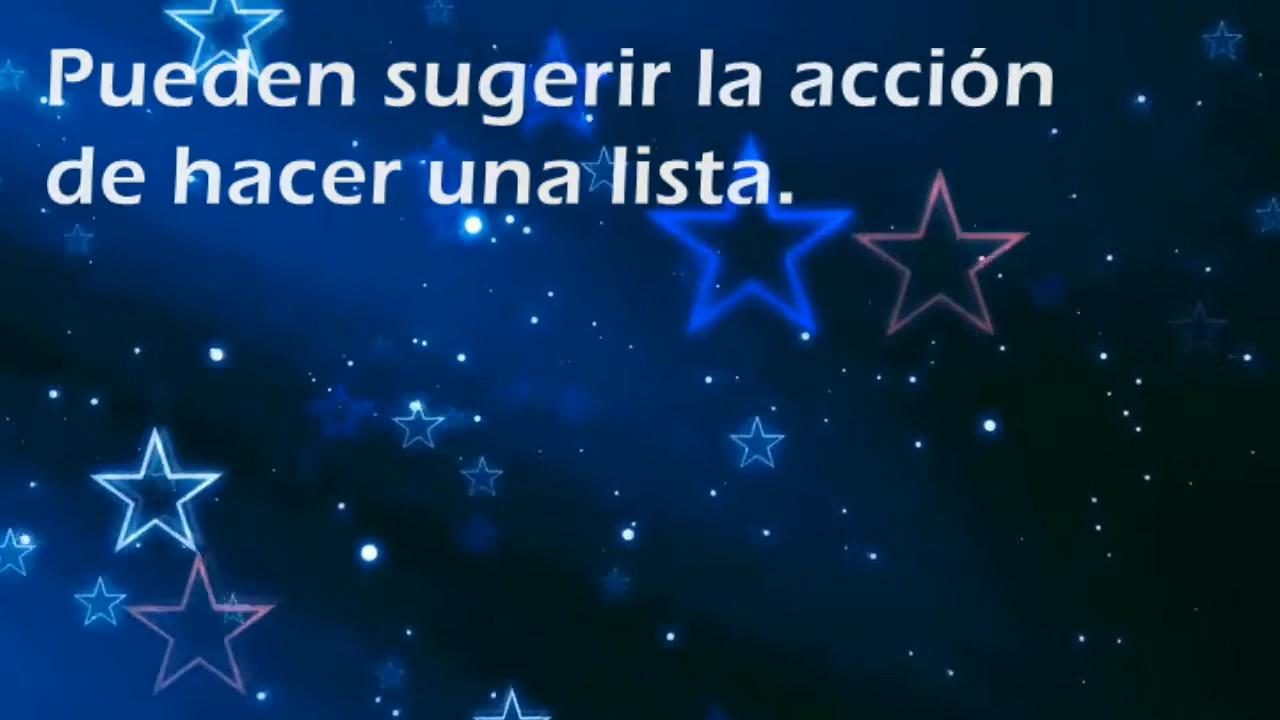 Pueden sugerir la acción
de hacer una lista.